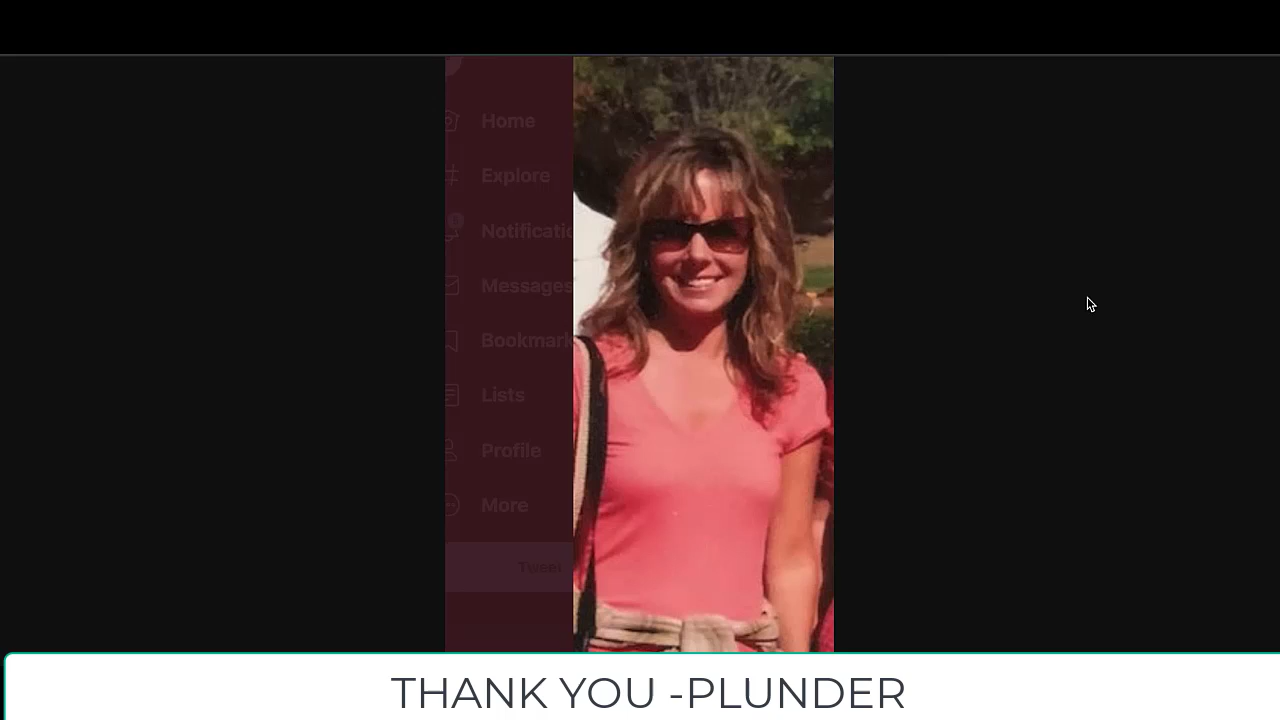 Home
Explore
Notificatio
Messages
Bookmark
Lists
Profile
More
Tweet
THANK YOU -PLUNDER